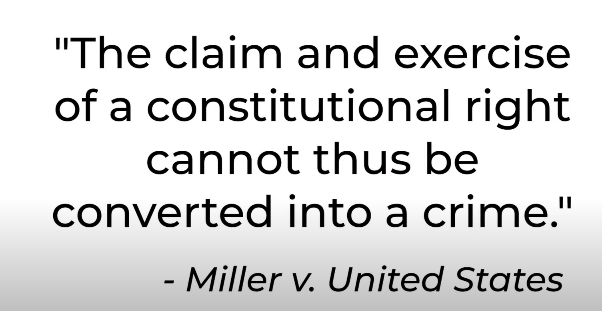 "The claim and exercise
of a constitutional right
cannot thus be
converted into a crime."
- Miller v. United States